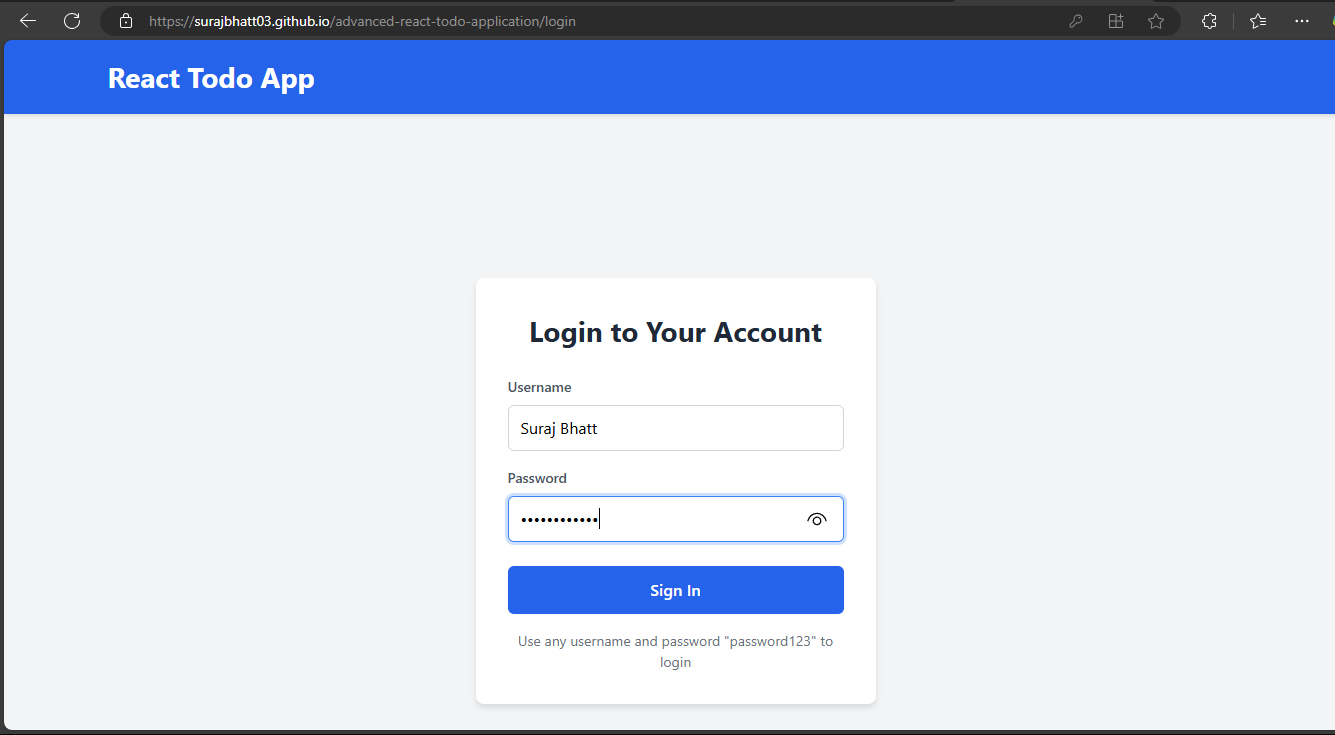 https://surajbhatt03.github.io/advanced-react-todo-application/login
React Todo App
Login to Your Account
Username
Suraj Bhatt
Password
••••••••••••
Sign In
Use any username and password "password123" to
login